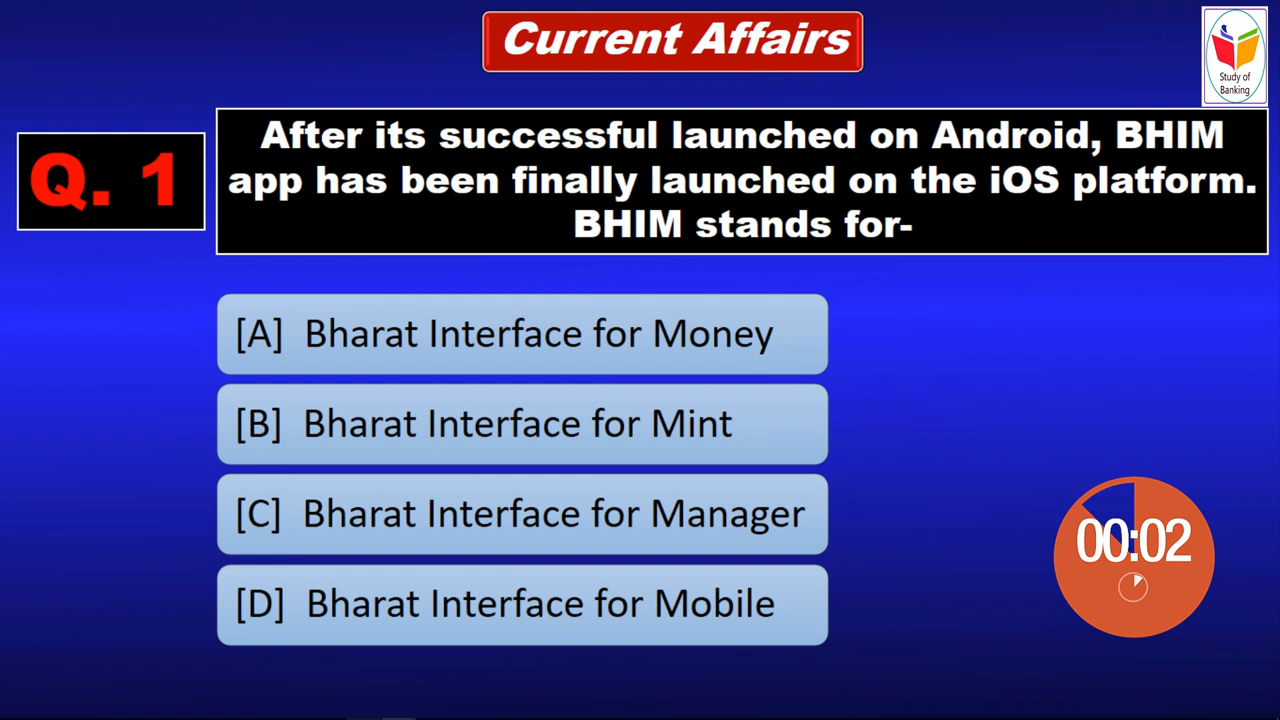 Current Affairs
Study of
Banking
Q. 1
After its successful launched on Android, BHIM
app has been finally launched on the iOS platform.
BHIM stands for-
[A] Bharat Interface for Money
[B] Bharat Interface for Mint
[C] Bharat Interface for Manager
[D] Bharat Interface for Mobile
00:02